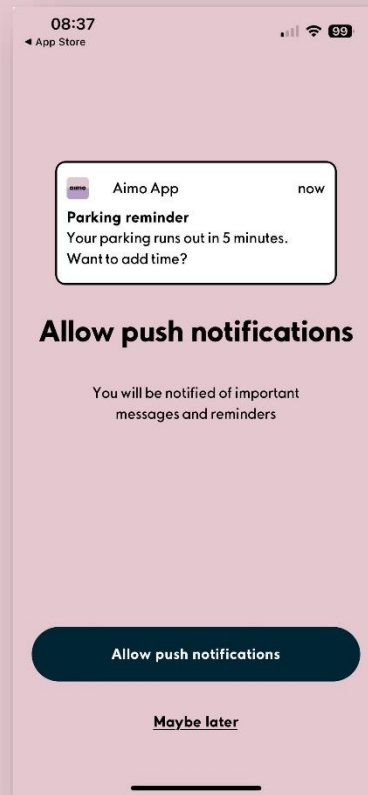 08:37
App Store
99
aimo
Aimo App
now
Parking reminder
Your parking runs out in 5 minutes.
Want to add time?
Allow push notifications
You will be notified of important
messages and reminders
Allow push notifications
Maybe later